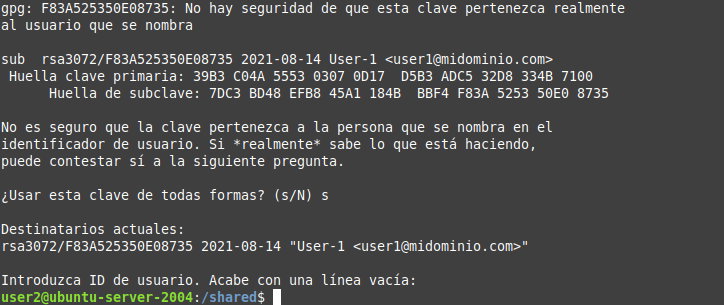 gpg: F83A525350E08735: No hay seguridad de que esta clave pertenezca realmente
al usuario que se nombra
sub  rsa3072/F83A525350E08735 2021-08-14 User-1 <user1@midominio.com>
 Huella clave primaria: 39B3 C04A 5553 0307 0D17  D5B3 ADC5 32D8 334B 7100
      Huella de subclave: 7DC3 BD48 EFB8 45A1 184B  BBF4 F83A 5253 50E0 8735
No es seguro que la clave pertenezca a la persona que se nombra en el
identificador de usuario. Si *realmente* sabe lo que está haciendo,
puede contestar sí a la siguiente pregunta.
¿Usar esta clave de todas formas? (s/N) s
Destinatarios actuales:
rsa3072/F83A525350E08735 2021-08-14 "User-1 <user1@midominio.com>"
Introduzca ID de usuario. Acabe con una línea vacía:
user2@ubuntu-server-2004:/shared$